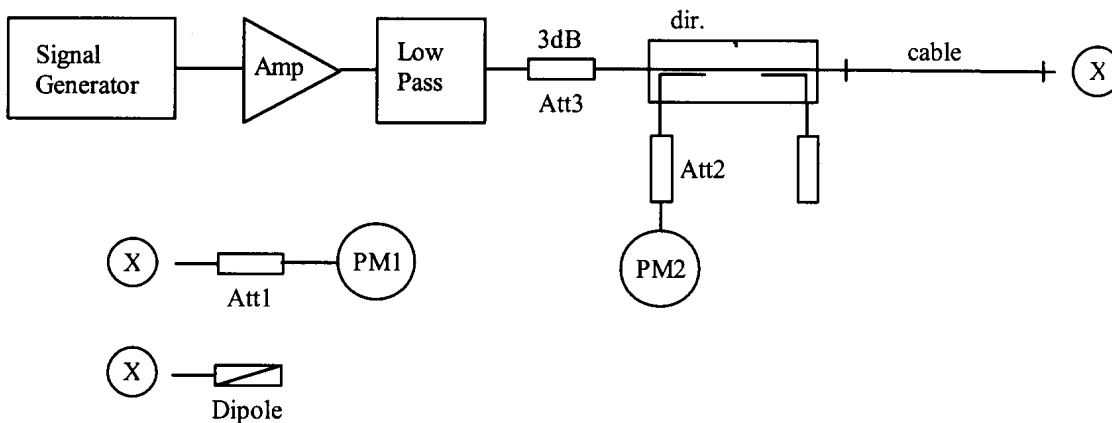 dir.
Signal
Generator
Amp
Low
Pass
3dB
Att3
cable
X
Att2
PM2
X
Att1
PM1
X
Dipole